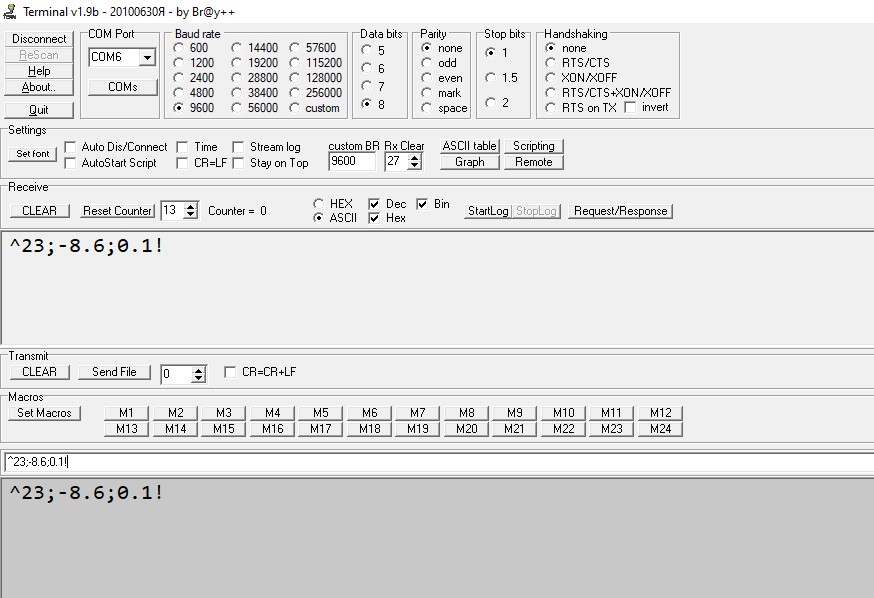 Terminal v1.9b - 20100630Я - by Br@y++
Disconnect
ReScan
Help
About..
Quit
COM Port
COM6
COMs
Baud rate
600 14400 57600
1200 19200 115200
2400 28800 128000
4800 38400 256000
9600 56000 custom
Data bits
5
6
7
8
Parity
none
odd
even
mark
space
Stop bits
1
1.5
2
Handshaking
none
RTS/CTS
XON/XOFF
RTS/CTS+XON/XOFF
RTS on TX invert
Settings
Set font
Auto Dis/Connect Time Stream log
AutoStart Script CR=LF Stay on Top
custom BR Rx Clear
9600 27
ASCII table Scripting
Graph Remote
Receive
CLEAR Reset Counter 13 Counter = 0
HEX Dec Bin
ASCII Hex
StartLog StopLog Request/Response
^23;-8.6;0.1!
Transmit
CLEAR Send File 0 CR=CR+LF
Macros
Set Macros
M1 M2 M3 M4 M5 M6 M7 M8 M9 M10 M11 M12
M13 M14 M15 M16 M17 M18 M19 M20 M21 M22 M23 M24
^23;-8.6;0.1!
^23;-8.6;0.1!